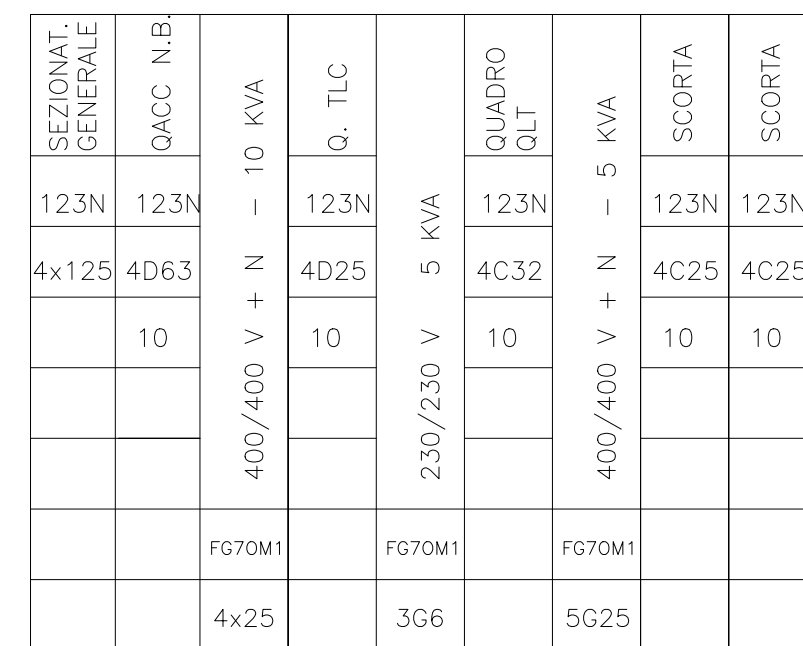 SEZIONAT.
GENERALE
QACC N.B.
400/400 V + N - 10 KVA
Q. TLC
230/230 V 5 KVA
QUADRO
QLT
400/400 V + N - 5 KVA
SCORTA
SCORTA
123N 123N 123N 123N 123N 123N
4x125 4D63 4D25 4C32 4C25 4C25
10 10 10 10 10
FG7OM1 FG7OM1 FG7OM1
4x25 3G6 5G25